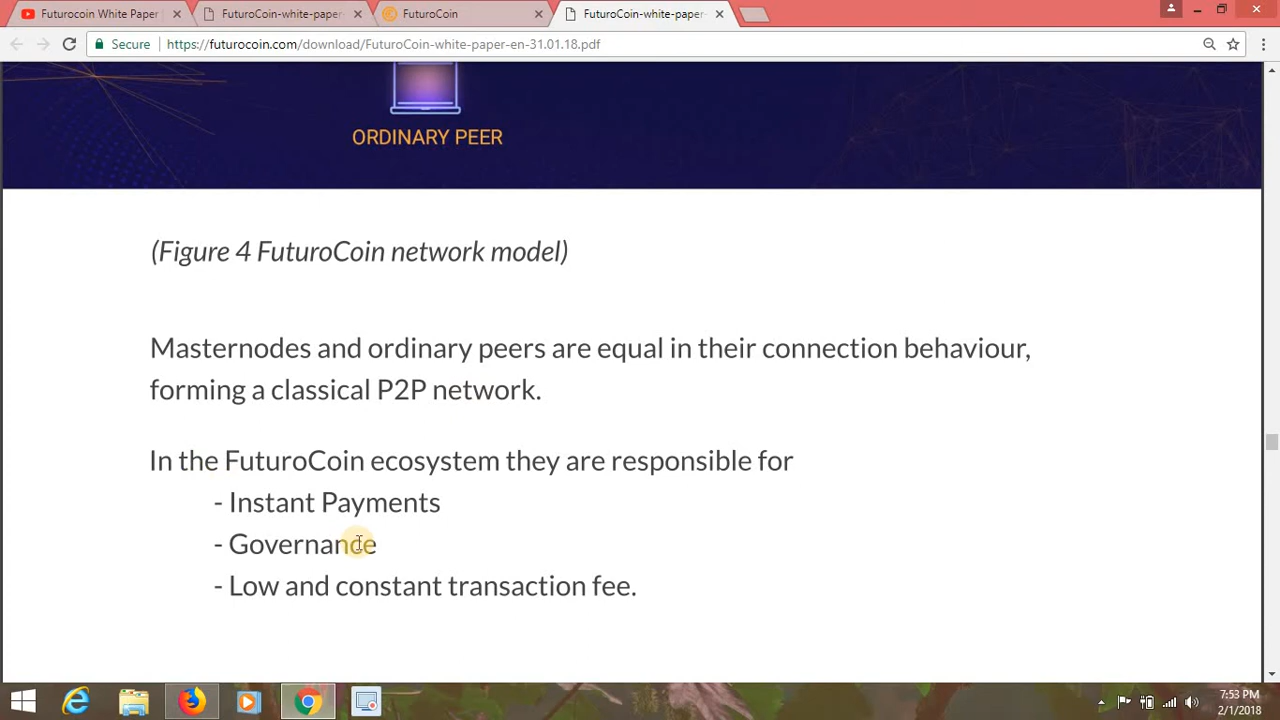 Futurocoin White Paper
FuturoCoin-white-paper-
FuturoCoin
FuturoCoin-white-paper-
Secure
https://futurocoin.com/download/FuturoCoin-white-paper-en-31.01.18.pdf
ORDINARY PEER
(Figure 4 FuturoCoin network model)
Masternodes and ordinary peers are equal in their connection behaviour,
forming a classical P2P network.
In the FuturoCoin ecosystem they are responsible for
- Instant Payments
- Governance
- Low and constant transaction fee.
7:53 PM
2/1/2018